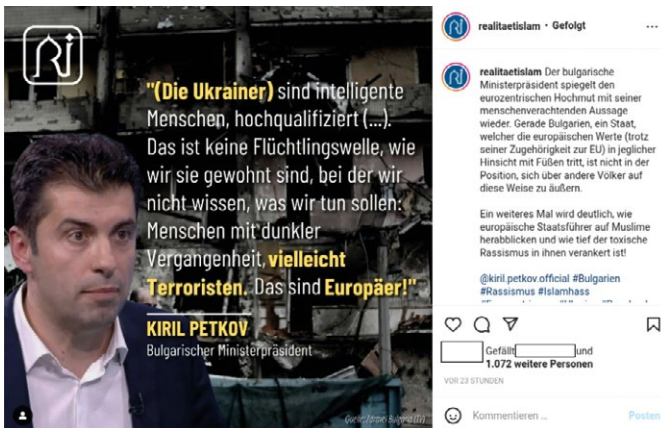 Ri
"(Die Ukrainer) sind intelligente
Menschen, hochqualifiziert (...).
Das ist keine Flüchtlingswelle, wie
wir sie gewohnt sind, bei der wir
nicht wissen, was wir tun sollen:
Menschen mit dunkler
Vergangenheit, vielleicht
Terroristen. Das sind Europäer!"
KIRIL PETKOV
Bulgarischer Ministerpräsident
realitaetislam • Gefolgt
realitaetislam Der bulgarische
Ministerpräsident spiegelt den
eurozentrischen Hochmut mit seiner
menschenverachtenden Aussage
wieder. Gerade Bulgarien, ein Staat,
welcher die europäischen Werte (trotz
seiner Zugehörigkeit zur EU) in jeglicher
Hinsicht mit Füßen tritt, ist nicht in der
Position, sich über andere Völker auf
diese Weise zu äußern.
Ein weiteres Mal wird deutlich, wie
europäische Staatsführer auf Muslime
herabblicken und wie tief der toxische
Rassismus in ihnen verankert ist!
@kiril.petkov.official #Bulgarien
#Rassismus #Islamhass
Gefällt und
1.072 weitere Personen
VOR 23 STUNDEN
Kommentieren ...
Posten